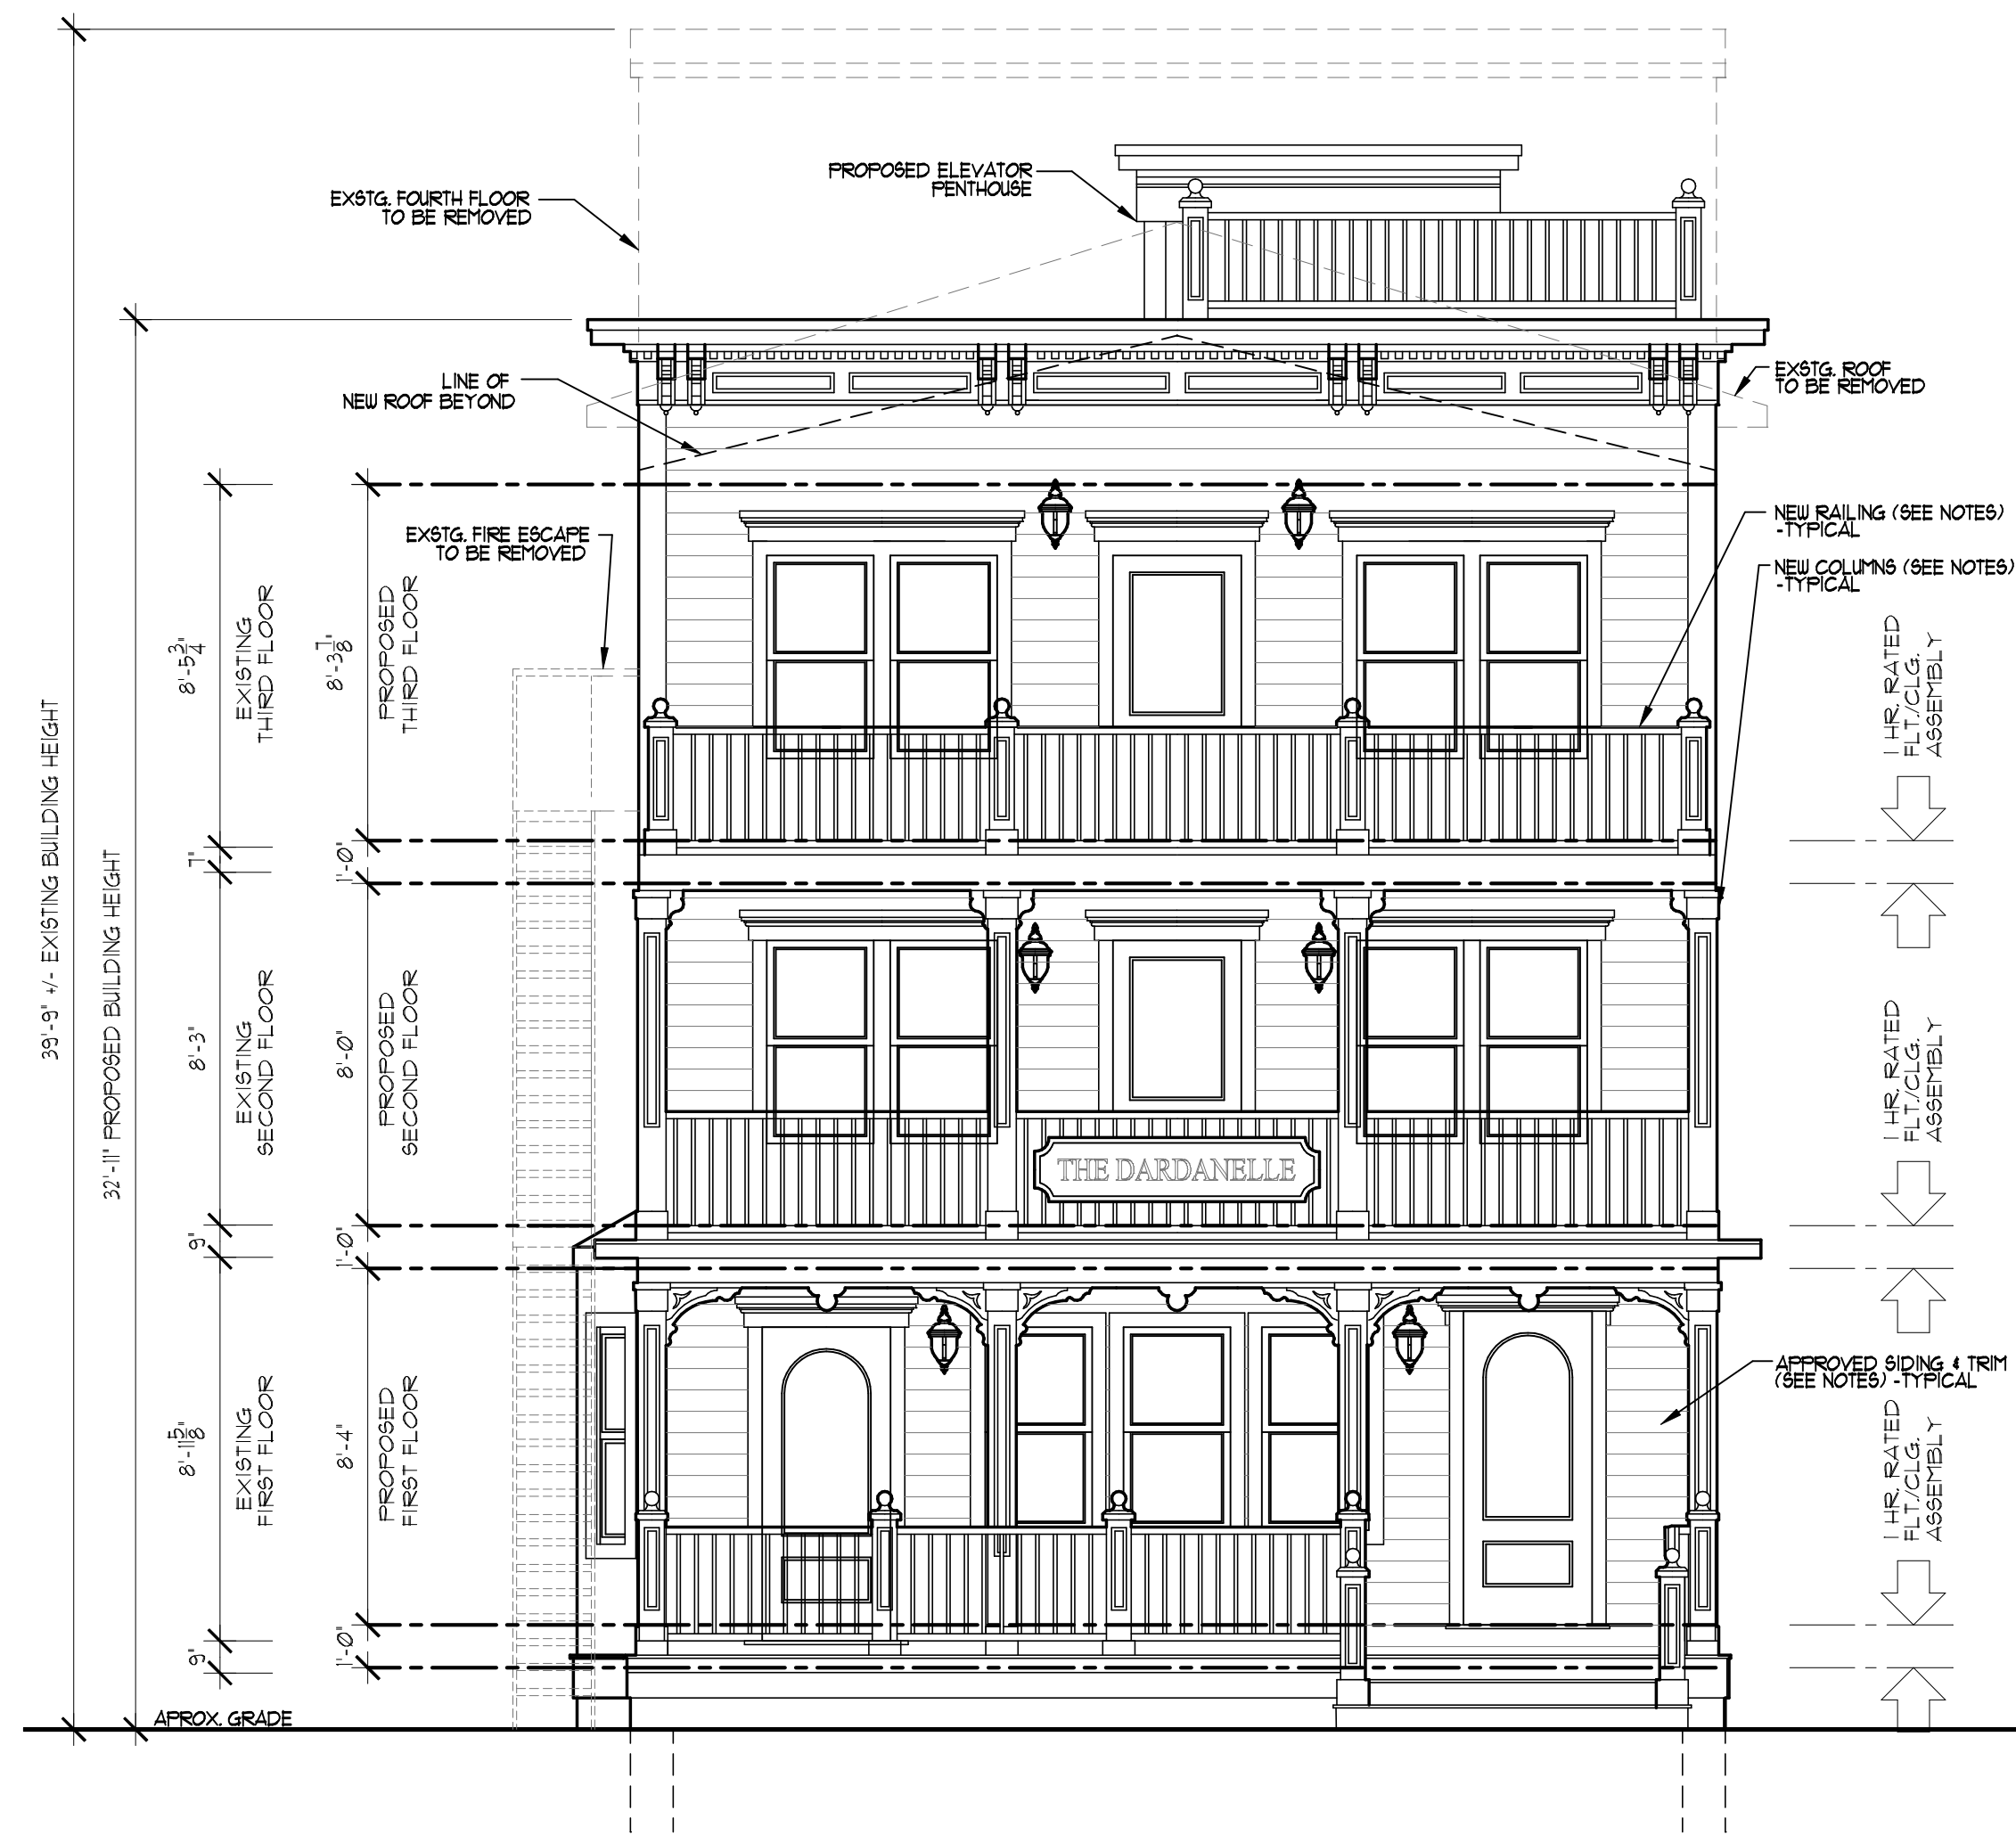 PROPOSED ELEVATOR
PENTHOUSE
EXSTG. FOURTH FLOOR
TO BE REMOVED
LINE OF
NEW ROOF BEYOND
EXSTG. ROOF
TO BE REMOVED
EXSTG. FIRE ESCAPE
TO BE REMOVED
NEW RAILING (SEE NOTES)
-TYPICAL
NEW COLUMNS (SEE NOTES)
-TYPICAL
39'-9" +/- EXISTING BUILDING HEIGHT
32'-11" PROPOSED BUILDING HEIGHT
8'-5 3/4"
EXISTING
THIRD FLOOR
8'-3 7/8"
PROPOSED
THIRD FLOOR
1 HR. RATED
FLT./CLG.
ASSEMBLY
7"
1'-0"
8'-3"
EXISTING
SECOND FLOOR
8'-0"
PROPOSED
SECOND FLOOR
1 HR. RATED
FLT./CLG.
ASSEMBLY
THE DARDANELLE
9"
1'-0"
8'-11 5/8"
EXISTING
FIRST FLOOR
8'-4"
PROPOSED
FIRST FLOOR
APPROVED SIDING & TRIM
(SEE NOTES) -TYPICAL
1 HR. RATED
FLT./CLG.
ASSEMBLY
9"
1'-0"
APROX. GRADE